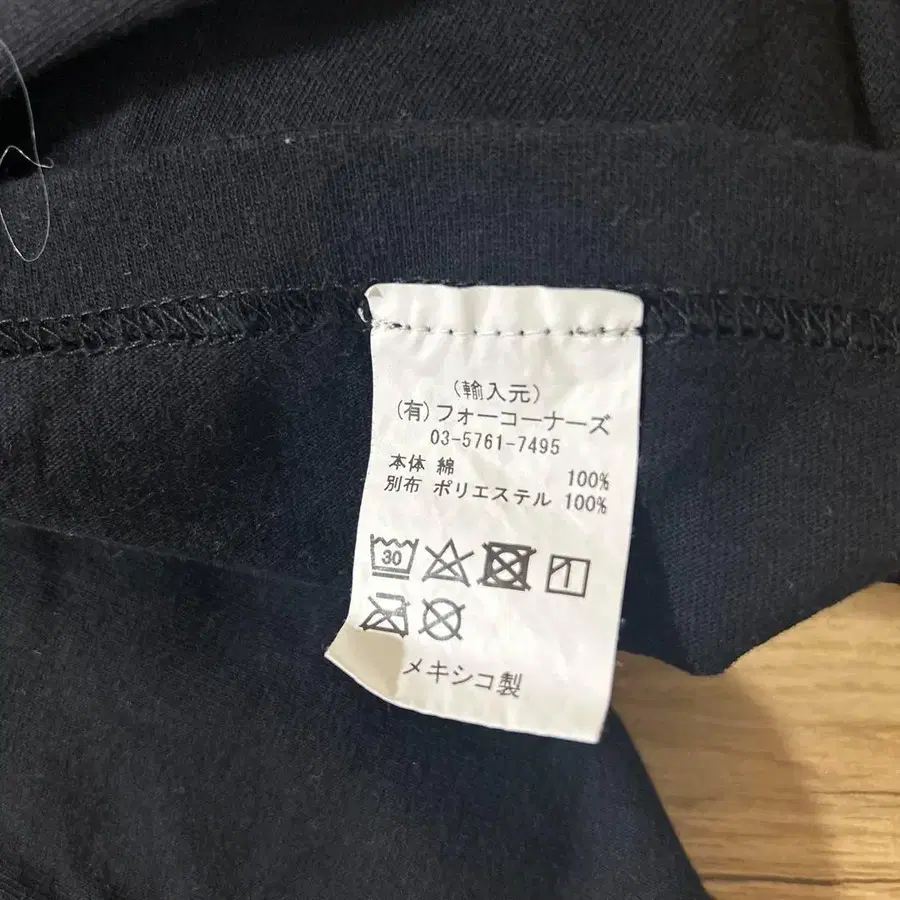 (輸入元)
(有)フォーコーナーズ
03-5761-7495
本体 綿 100%
別布 ポリエステル 100%
30
メキシコ製